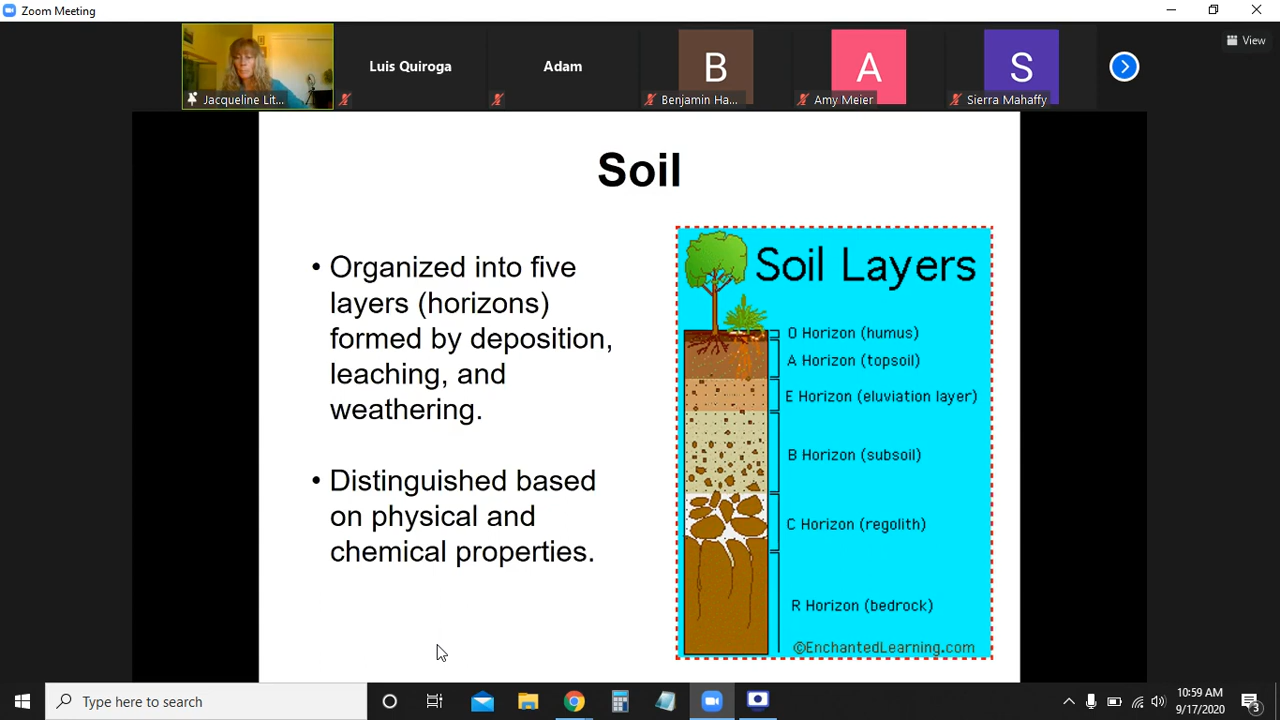 Zoom Meeting
View
Luis Quiroga
Adam
B
A
S
Jacqueline Lit...
Benjamin Ha...
Amy Meier
Sierra Mahaffy
Soil
• Organized into five
layers (horizons)
formed by deposition,
leaching, and
weathering.
• Distinguished based
on physical and
chemical properties.
Soil Layers
O Horizon (humus)
A Horizon (topsoil)
E Horizon (eluviation layer)
B Horizon (subsoil)
C Horizon (regolith)
R Horizon (bedrock)
©EnchantedLearning.com
Type here to search
10:59 AM
9/17/2020
3